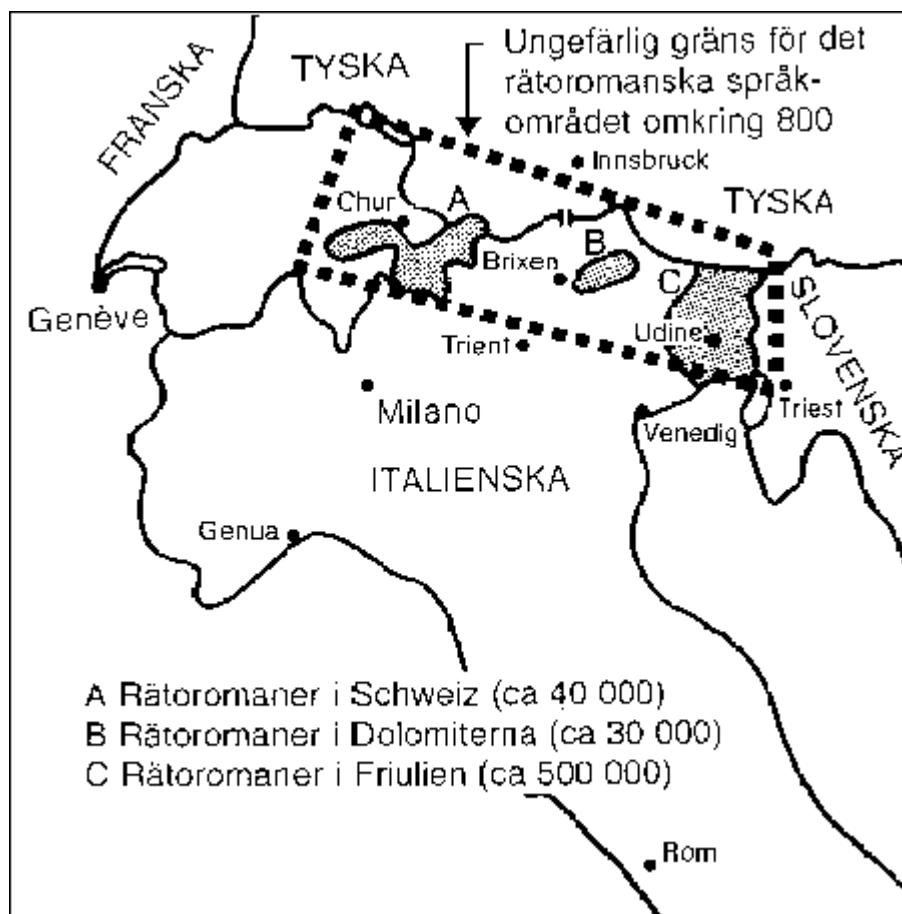 FRANSKA
TYSKA
Ungefärlig gräns för det
rätoromanska språk-
området omkring 800
Innsbruck
TYSKA
Chur
A
B
Brixen
C
SLOVENSKA
Genève
Trient
Udine
Milano
Venedig
Triest
ITALIENSKA
Genua
A Rätoromaner i Schweiz (ca 40 000)
B Rätoromaner i Dolomiterna (ca 30 000)
C Rätoromaner i Friulien (ca 500 000)
Rom